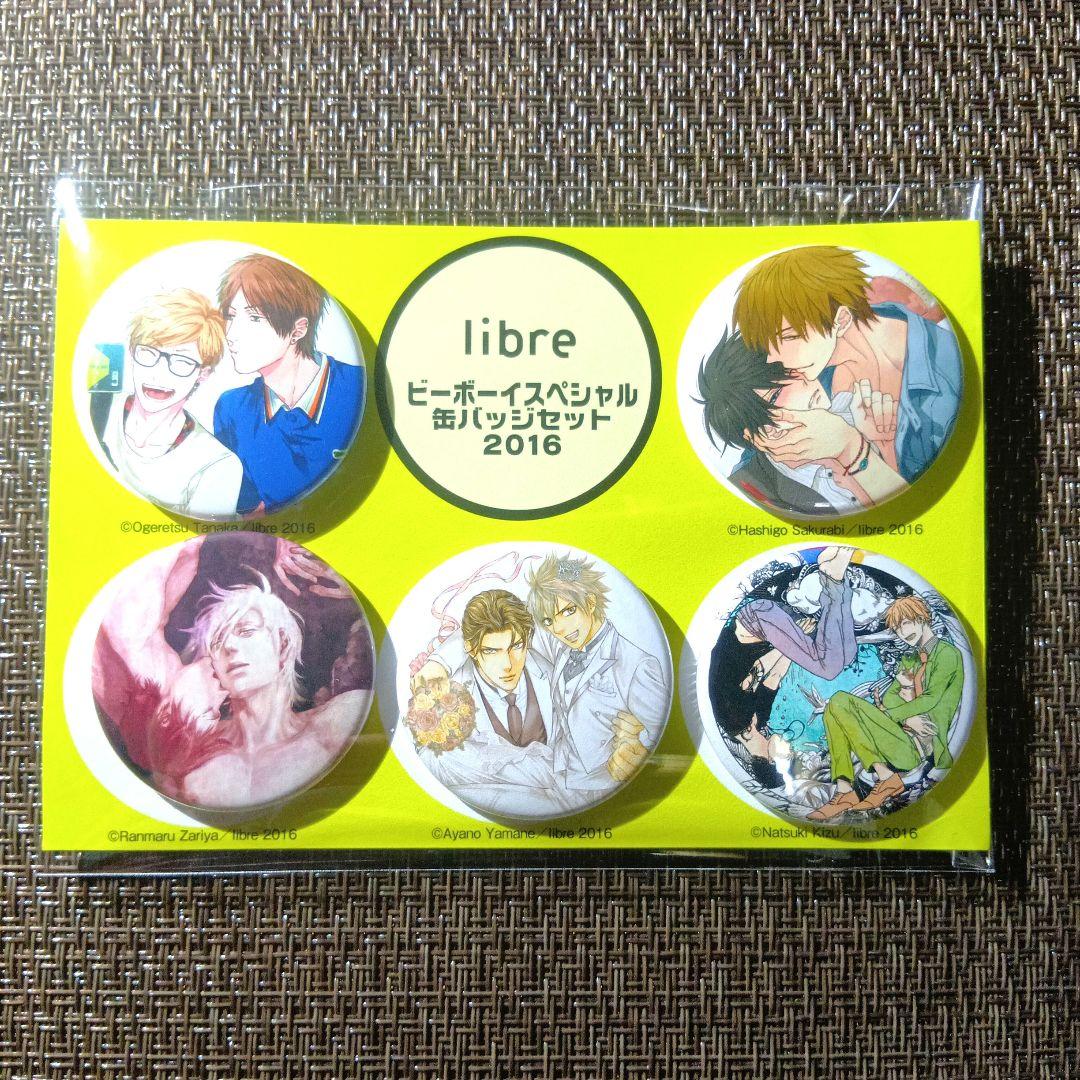 libre
ビーボーイスペシャル
缶バッジセット
2016
©Ogeretsu Tanaka／libre 2016
©Hashigo Sakurabi／libre 2016
©Ranmaru Zariya／libre 2016
©Ayano Yamane／libre 2016
©Natsuki Kizu／libre 2016